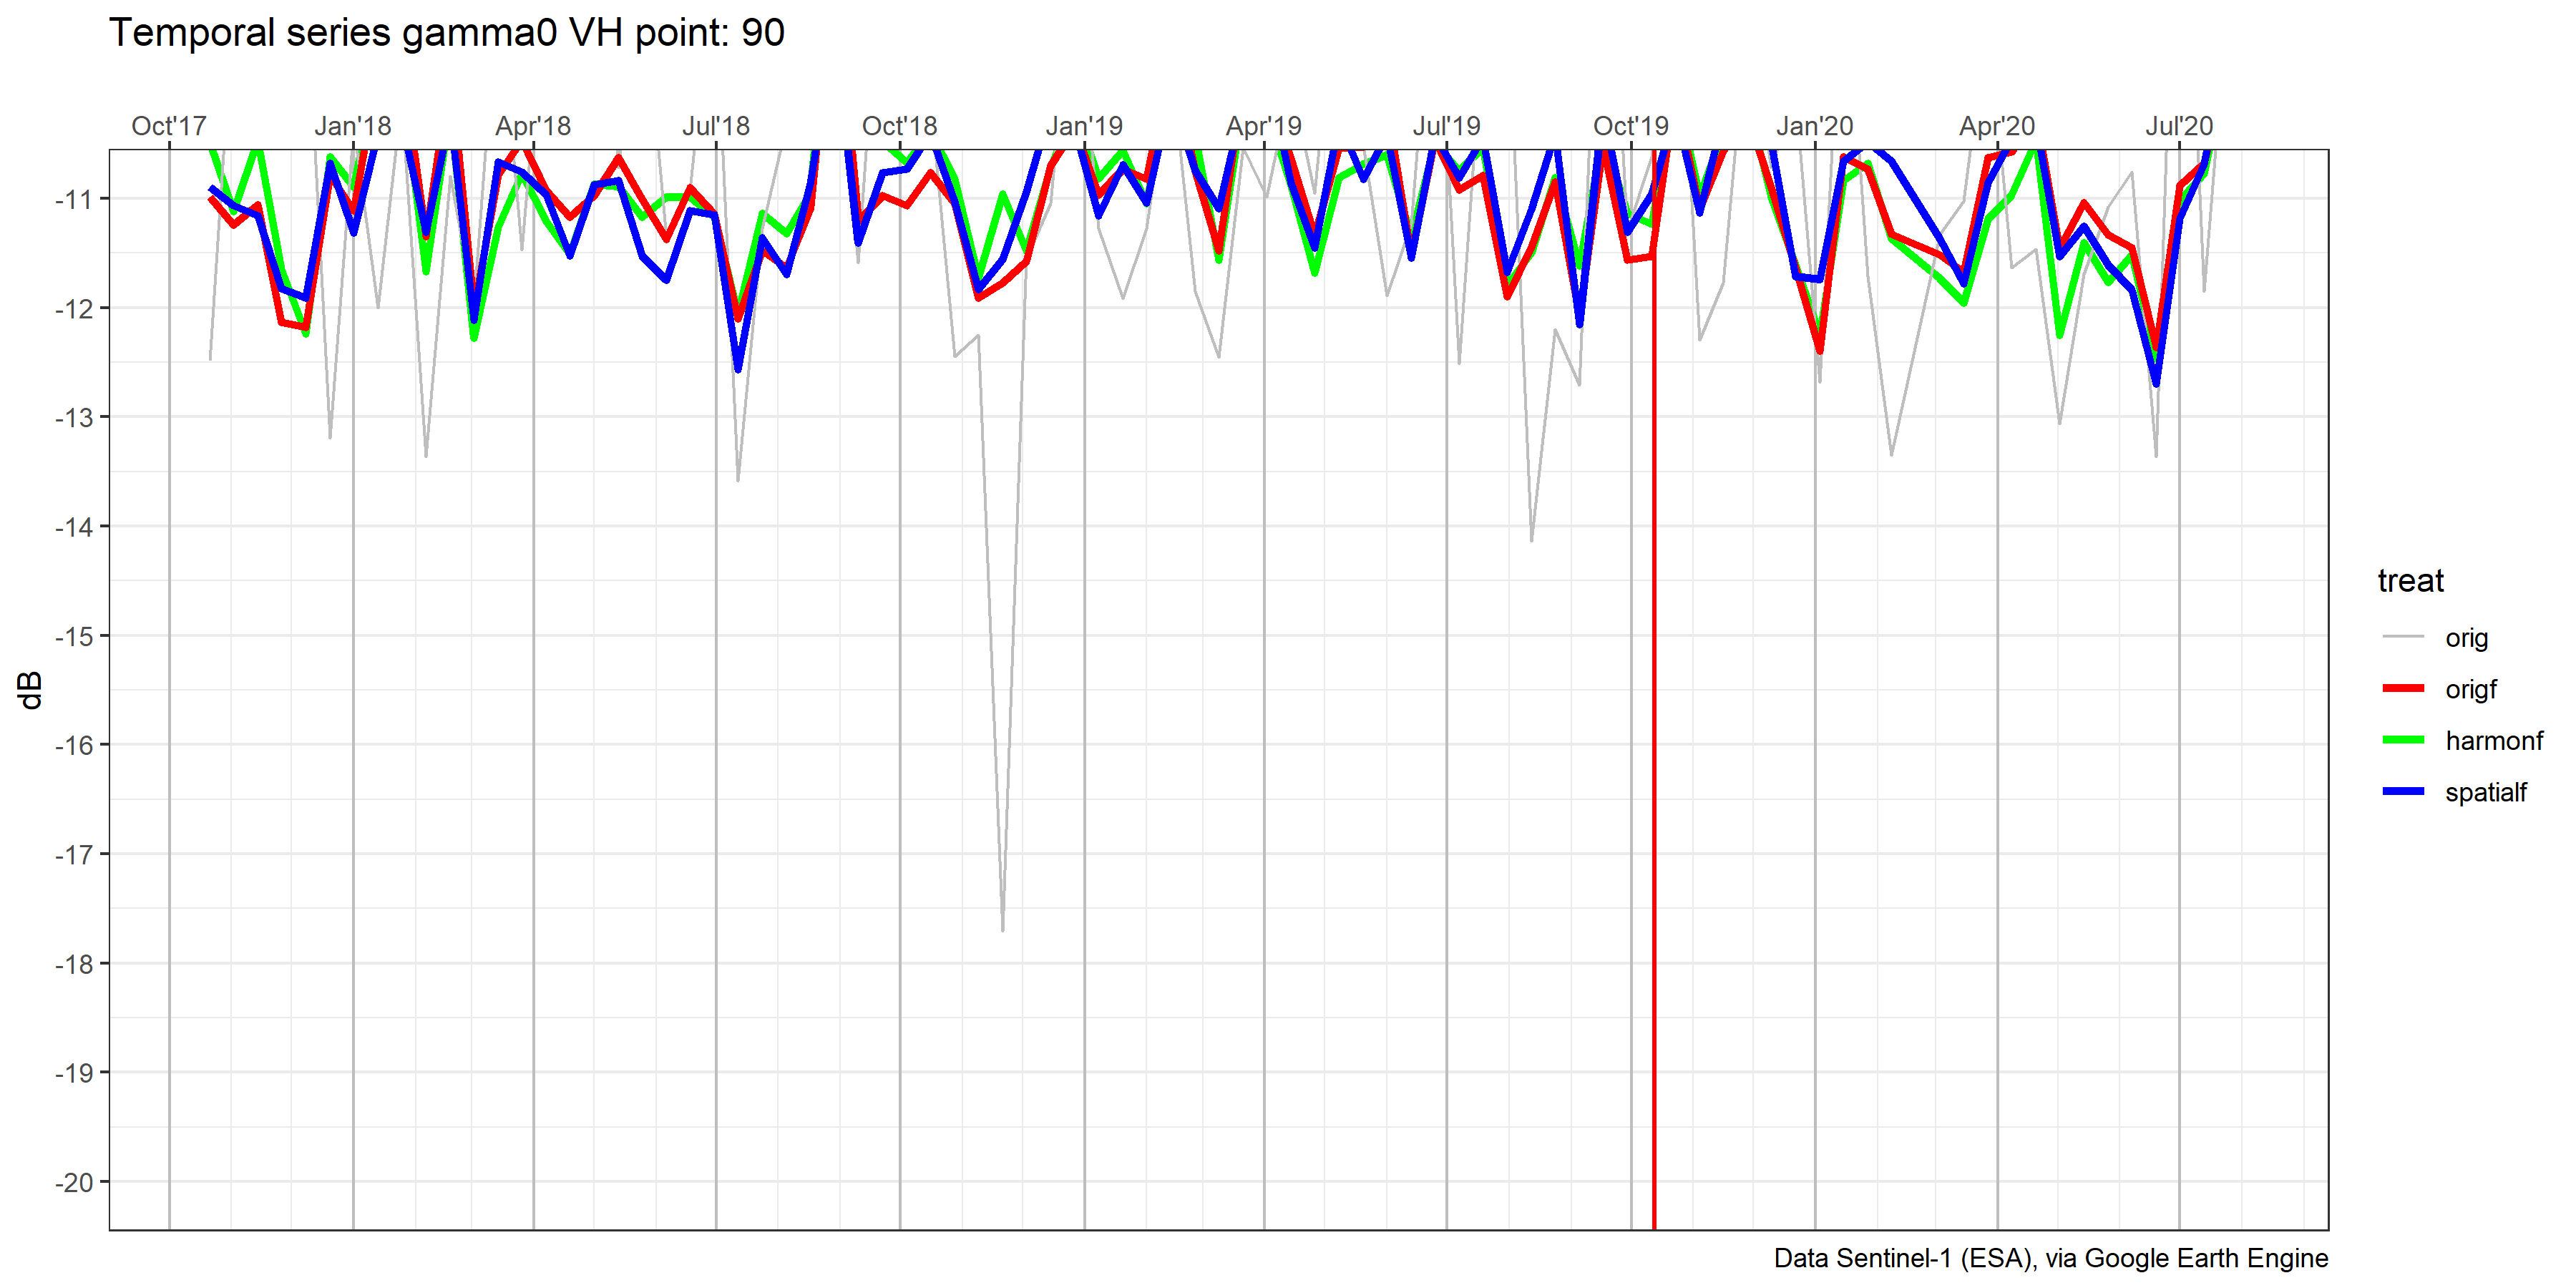 Temporal series gamma0 VH point: 90
Oct'17 Jan'18 Apr'18 Jul'18 Oct'18 Jan'19 Apr'19 Jul'19 Oct'19 Jan'20 Apr'20 Jul'20
-11
-12
-13
-14
-15
-16
-17
-18
-19
-20
dB
treat
orig
origf
harmonf
spatialf
Data Sentinel-1 (ESA), via Google Earth Engine